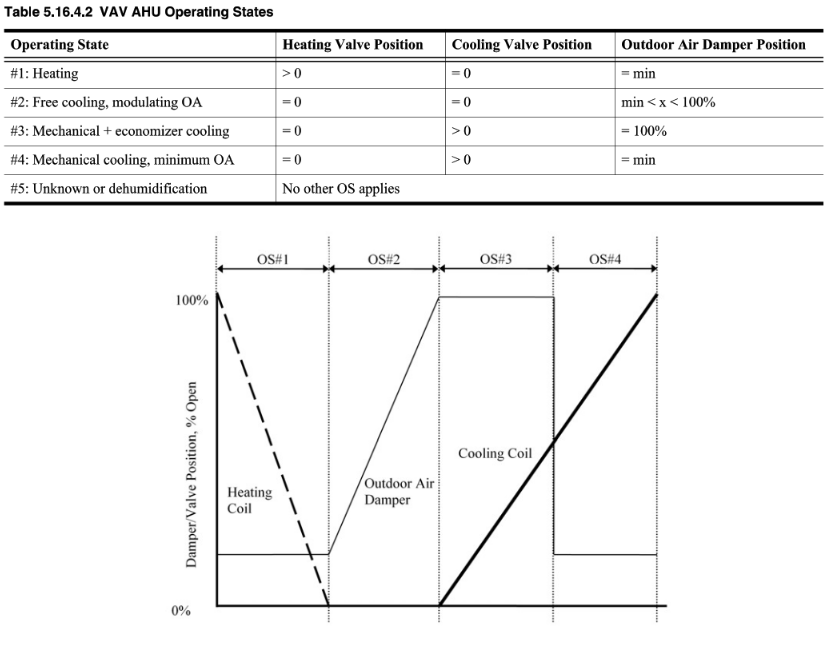 Table 5.16.4.2 VAV AHU Operating States
Operating State Heating Valve Position Cooling Valve Position Outdoor Air Damper Position
#1: Heating > 0 = 0 = min
#2: Free cooling, modulating OA = 0 = 0 min < x < 100%
#3: Mechanical + economizer cooling = 0 > 0 = 100%
#4: Mechanical cooling, minimum OA = 0 > 0 = min
#5: Unknown or dehumidification No other OS applies
OS#1 OS#2 OS#3 OS#4
100%
Damper/Valve Position, % Open
Cooling Coil
Outdoor Air
Damper
Heating
Coil
0%